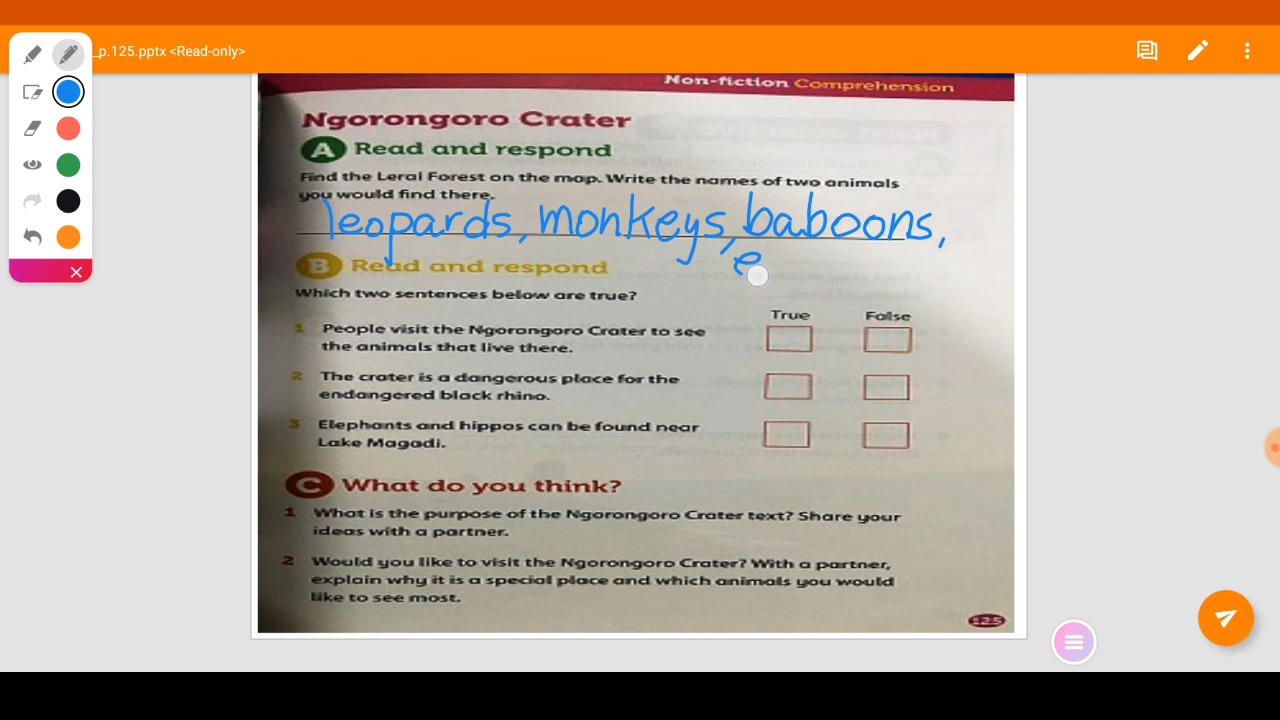 _p.125.pptx <Read-only>
Non-fiction Comprehension
Ngorongoro Crater
A Read and respond
Find the Leral Forest on the map. Write the names of two animals
you would find there.
leopards, monkeys, baboons,
e
B Read and respond
Which two sentences below are true?
True False
1 People visit the Ngorongoro Crater to see
the animals that live there.
2 The crater is a dangerous place for the
endangered black rhino.
3 Elephants and hippos can be found near
Lake Magadi.
C What do you think?
1 What is the purpose of the Ngorongoro Crater text? Share your
ideas with a partner.
2 Would you like to visit the Ngorongoro Crater? With a partner,
explain why it is a special place and which animals you would
like to see most.
125